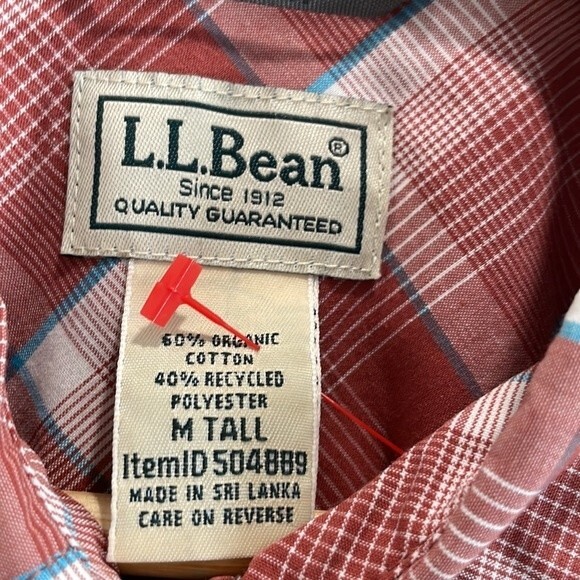 L.L.Bean®
Since 1912
QUALITY GUARANTEED
60% ORGANIC
COTTON
40% RECYCLED
POLYESTER
M TALL
ItemID 504889
MADE IN SRI LANKA
CARE ON REVERSE